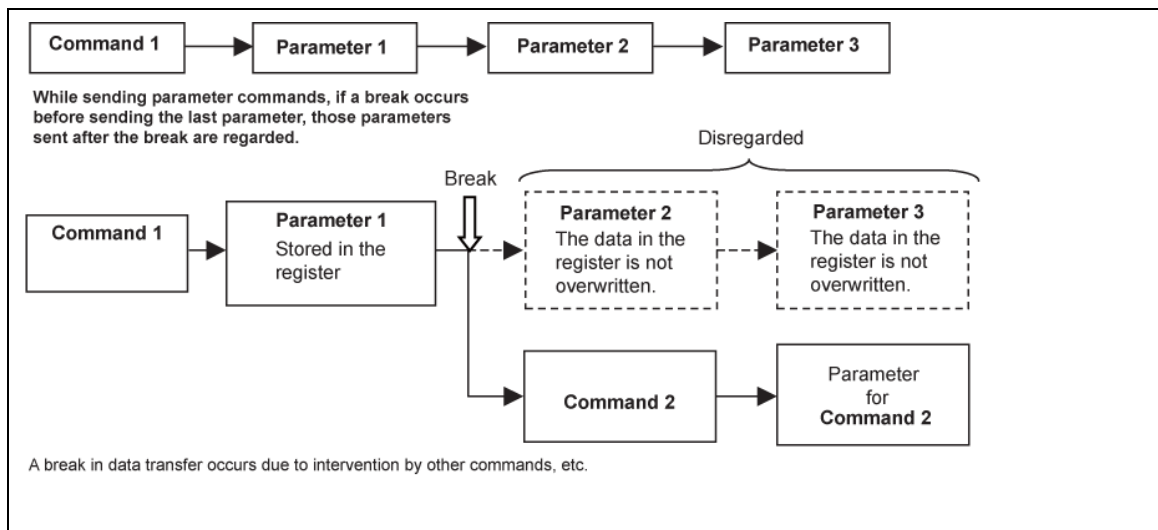 Command 1
Parameter 1
Parameter 2
Parameter 3
While sending parameter commands, if a break occurs
before sending the last parameter, those parameters
sent after the break are regarded.
Disregarded
Break
Command 1
Parameter 1
Stored in the
register
Parameter 2
The data in the
register is not
overwritten.
Parameter 3
The data in the
register is not
overwritten.
Command 2
Parameter
for
Command 2
A break in data transfer occurs due to intervention by other commands, etc.